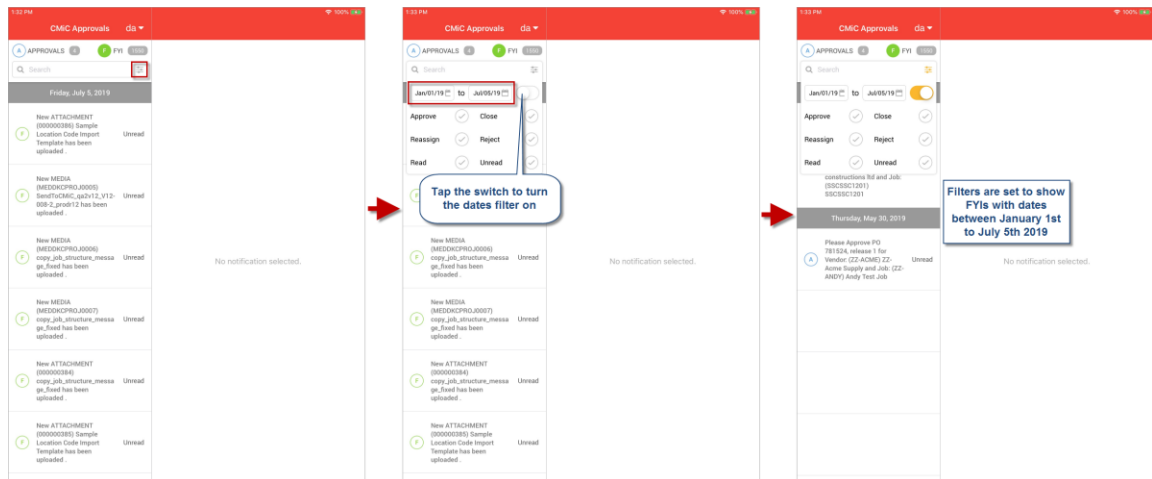 1:32 PM
100%
CMiC Approvals da
A APPROVALS 4 F FYI 1550
Search
Friday, July 5, 2019
New ATTACHMENT
(000000386) Sample
F Location Code Import Unread
Template has been
uploaded .
New MEDIA
(MEDDKCPROJ0005)
F SendToCMiC_qa2v12_V12- Unread
008-2_prodr12 has been
uploaded .
New MEDIA
(MEDDKCPROJ0006)
F copy_job_structure_messa Unread
ge_fixed has been
uploaded .
New MEDIA
(MEDDKCPROJ0007)
F copy_job_structure_messa Unread
ge_fixed has been
uploaded .
New ATTACHMENT
(000000384)
F copy_job_structure_messa Unread
ge_fixed has been
uploaded .
New ATTACHMENT
(000000385) Sample
F Location Code Import Unread
Template has been
uploaded .
No notification selected.
1:33 PM
100%
CMiC Approvals da
A APPROVALS 4 F FYI 1550
Search
Jan/01/19 to Jul/05/19
Approve Close
Reassign Reject
Read Unread
Tap the switch to turn
the dates filter on
F
New MEDIA
(MEDDKCPROJ0006)
F copy_job_structure_messa Unread
ge_fixed has been
uploaded .
New MEDIA
(MEDDKCPROJ0007)
F copy_job_structure_messa Unread
ge_fixed has been
uploaded .
New ATTACHMENT
(000000384)
F copy_job_structure_messa Unread
ge_fixed has been
uploaded .
New ATTACHMENT
(000000385) Sample
F Location Code Import Unread
Template has been
uploaded .
No notification selected.
1:33 PM
100%
CMiC Approvals da
A APPROVALS 4 F FYI 1550
Search
Jan/01/19 to Jul/05/19
Approve Close
Reassign Reject
Read Unread
constructions ltd and Job:
(SSCSSC1201)
SSCSSC1201
Thursday, May 30, 2019
Please Approve PO
781524, release 1 for
A Vendor: (ZZ-ACME) ZZ- Unread
Acme Supply and Job: (ZZ-
ANDY) Andy Test Job
Filters are set to show
FYIs with dates
between January 1st
to July 5th 2019
No notification selected.